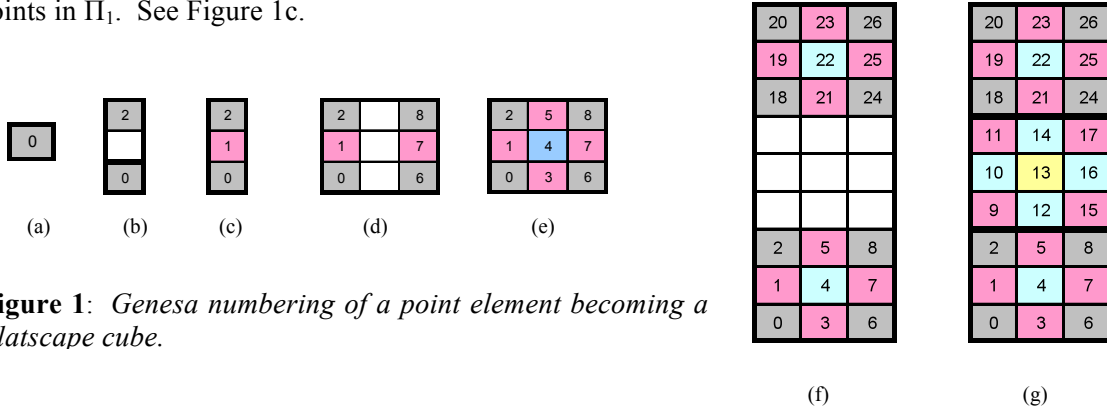 points in Π₁. See Figure 1c.
2 2 2 8 2 5 8
0 1 1 7 1 4 7
0 0 0 6 0 3 6
(a) (b) (c) (d) (e)
Figure 1: Genesa numbering of a point element becoming a
flatscape cube.
20 23 26
19 22 25
18 21 24
2 5 8
1 4 7
0 3 6
(f)
20 23 26
19 22 25
18 21 24
11 14 17
10 13 16
9 12 15
2 5 8
1 4 7
0 3 6
(g)